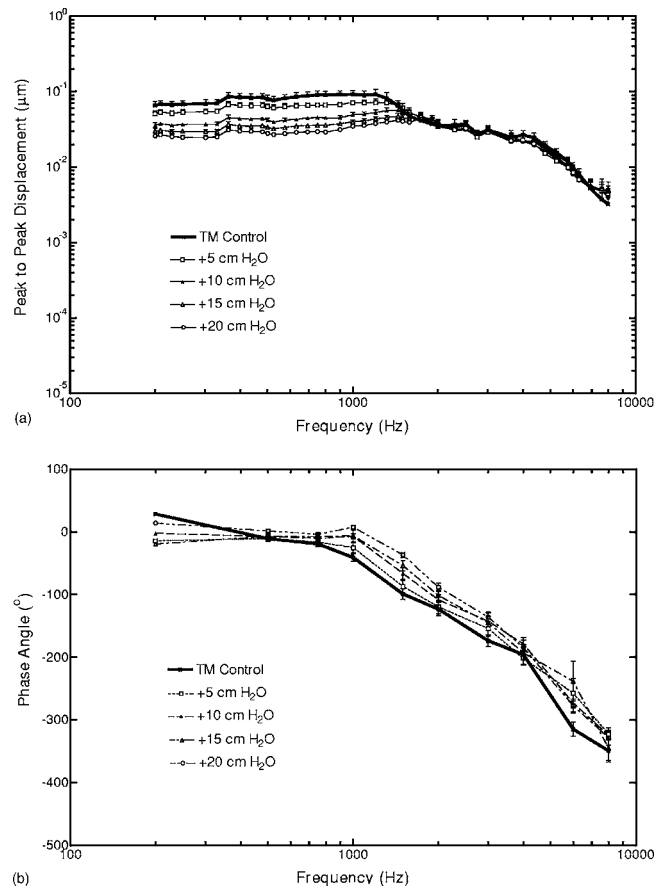 10⁰
10⁻¹
10⁻²
10⁻³
10⁻⁴
10⁻⁵
Peak to Peak Displacement (μm)
TM Control
+5 cm H₂O
+10 cm H₂O
+15 cm H₂O
+20 cm H₂O
100 1000 10000
Frequency (Hz)
(a)
100
0
-100
-200
-300
-400
-500
Phase Angle (°)
TM Control
+5 cm H₂O
+10 cm H₂O
+15 cm H₂O
+20 cm H₂O
100 1000 10000
Frequency (Hz)
(b)